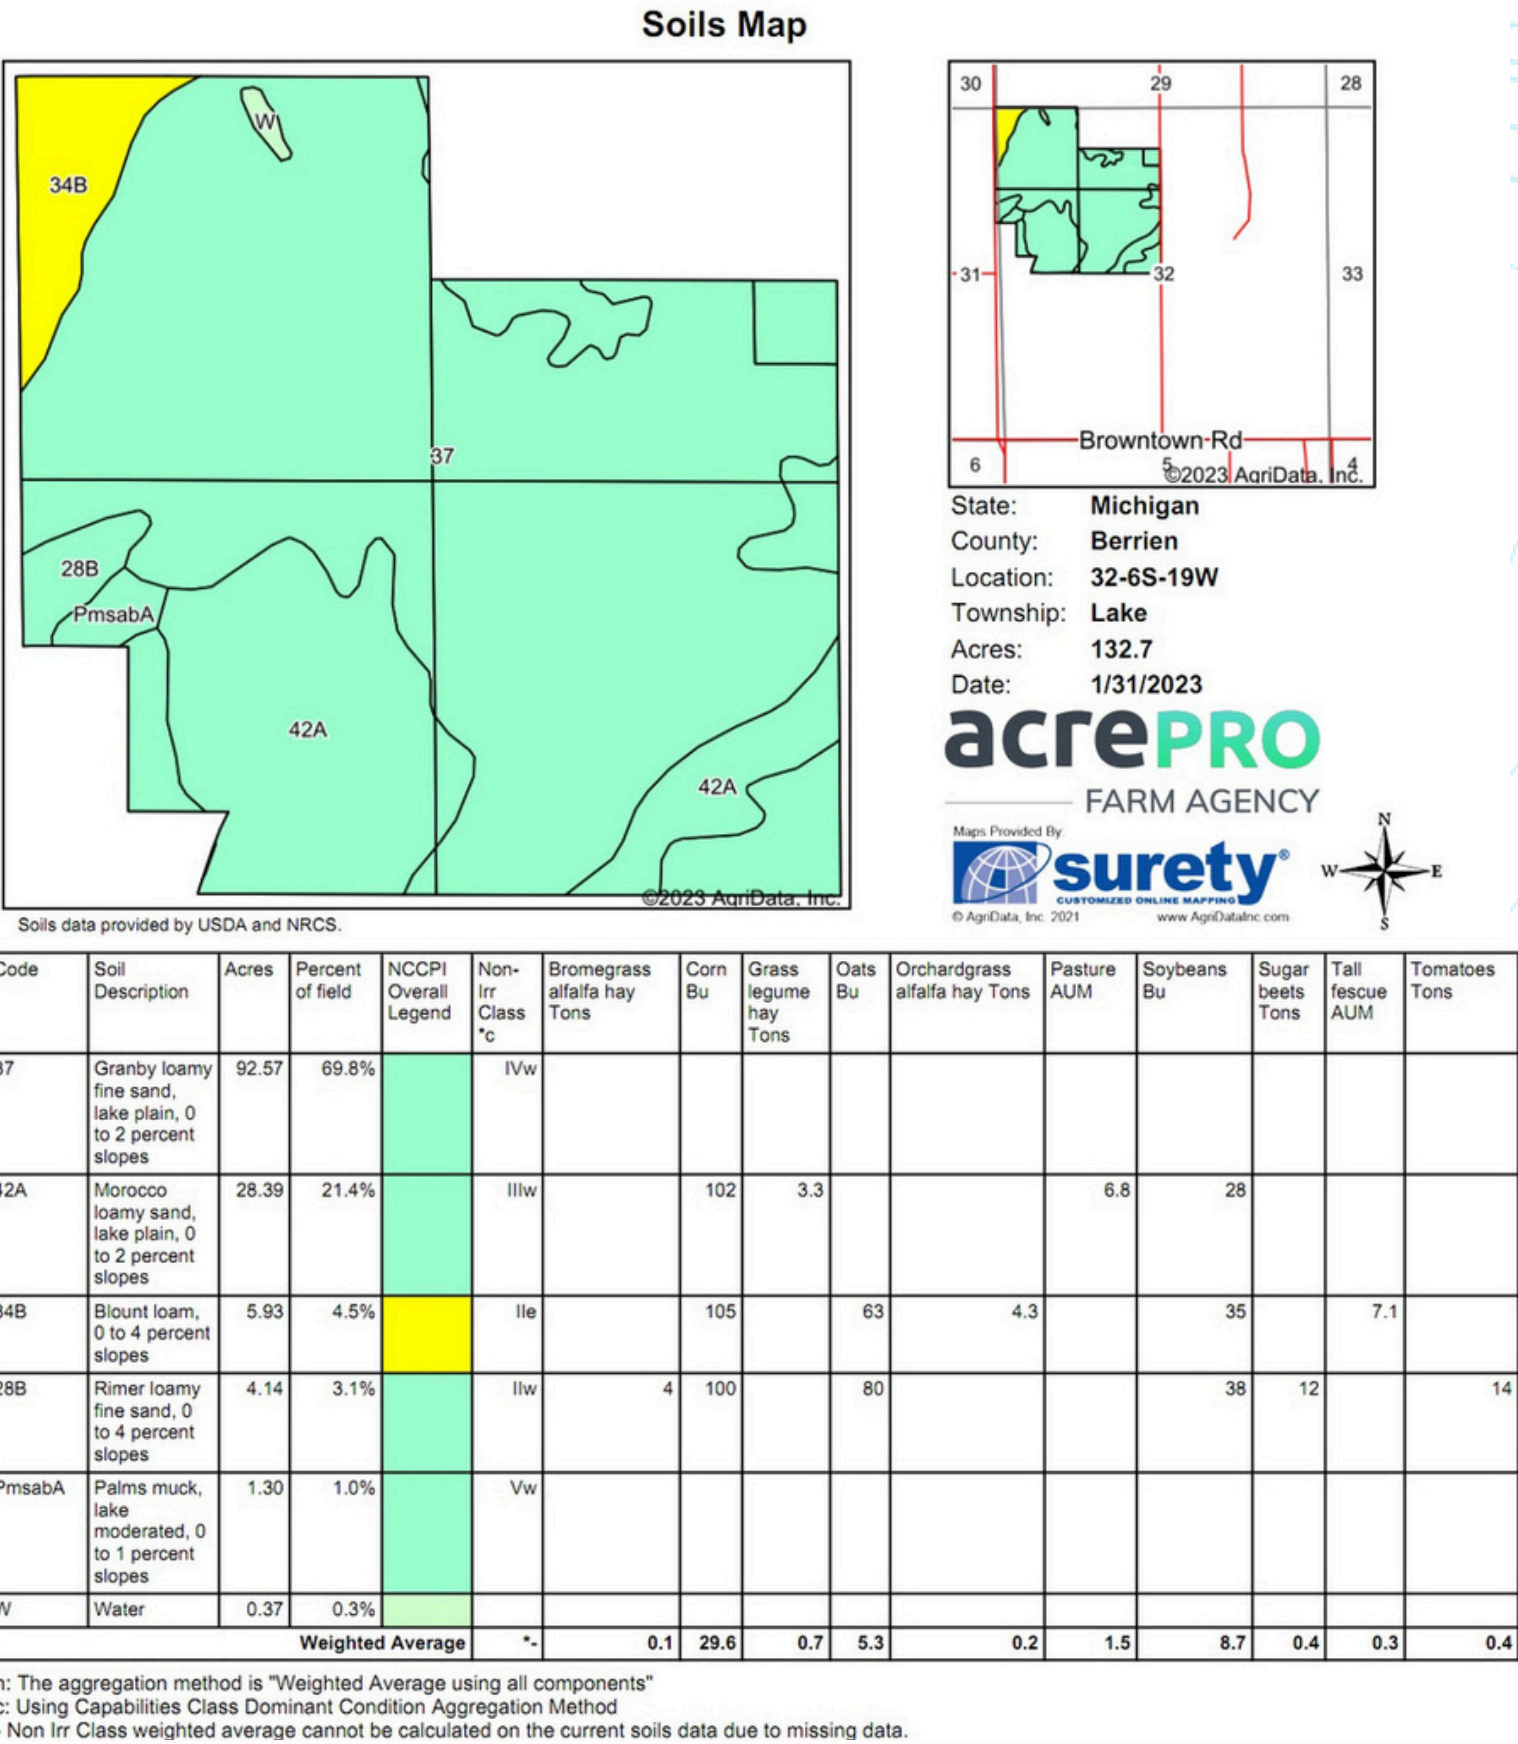 Soils Map
W
34B
37
28B
PmsabA
42A
42A
©2023 AgriData, Inc.
Soils data provided by USDA and NRCS.
30 29 28
31 32 33
Browntown Rd
6 5 4
©2023 AgriData, Inc.
State: Michigan
County: Berrien
Location: 32-6S-19W
Township: Lake
Acres: 132.7
Date: 1/31/2023
acrePRO
FARM AGENCY
Maps Provided By
surety®
CUSTOMIZED ONLINE MAPPING
© AgriData, Inc. 2021 www.AgriDataInc.com
N
W E
S
Code Soil Acres Percent NCCPI Non- Bromegrass Corn Grass Oats Orchardgrass Pasture Soybeans Sugar Tall Tomatoes
Description of field Overall Irr alfalfa hay Bu legume Bu alfalfa hay Tons AUM Bu beets fescue Tons
Legend Class Tons hay Tons AUM
*c Tons
37 Granby loamy 92.57 69.8% IVw
fine sand,
lake plain, 0
to 2 percent
slopes
42A Morocco 28.39 21.4% IIIw 102 3.3 6.8 28
loamy sand,
lake plain, 0
to 2 percent
slopes
34B Blount loam, 5.93 4.5% IIe 105 63 4.3 35 7.1
0 to 4 percent
slopes
28B Rimer loamy 4.14 3.1% IIw 4 100 80 38 12 14
fine sand, 0
to 4 percent
slopes
PmsabA Palms muck, 1.30 1.0% Vw
lake
moderated, 0
to 1 percent
slopes
W Water 0.37 0.3%
Weighted Average *- 0.1 29.6 0.7 5.3 0.2 1.5 8.7 0.4 0.3 0.4
n: The aggregation method is "Weighted Average using all components"
c: Using Capabilities Class Dominant Condition Aggregation Method
- Non Irr Class weighted average cannot be calculated on the current soils data due to missing data.